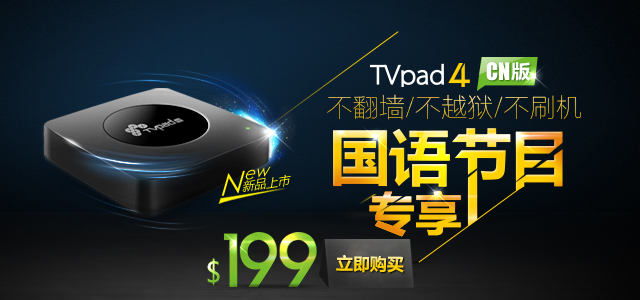 TVpad 4 CN版
不翻墙/不越狱/不刷机
国语节目
专享
TVpad4
New
新品上市
$199
立即购买